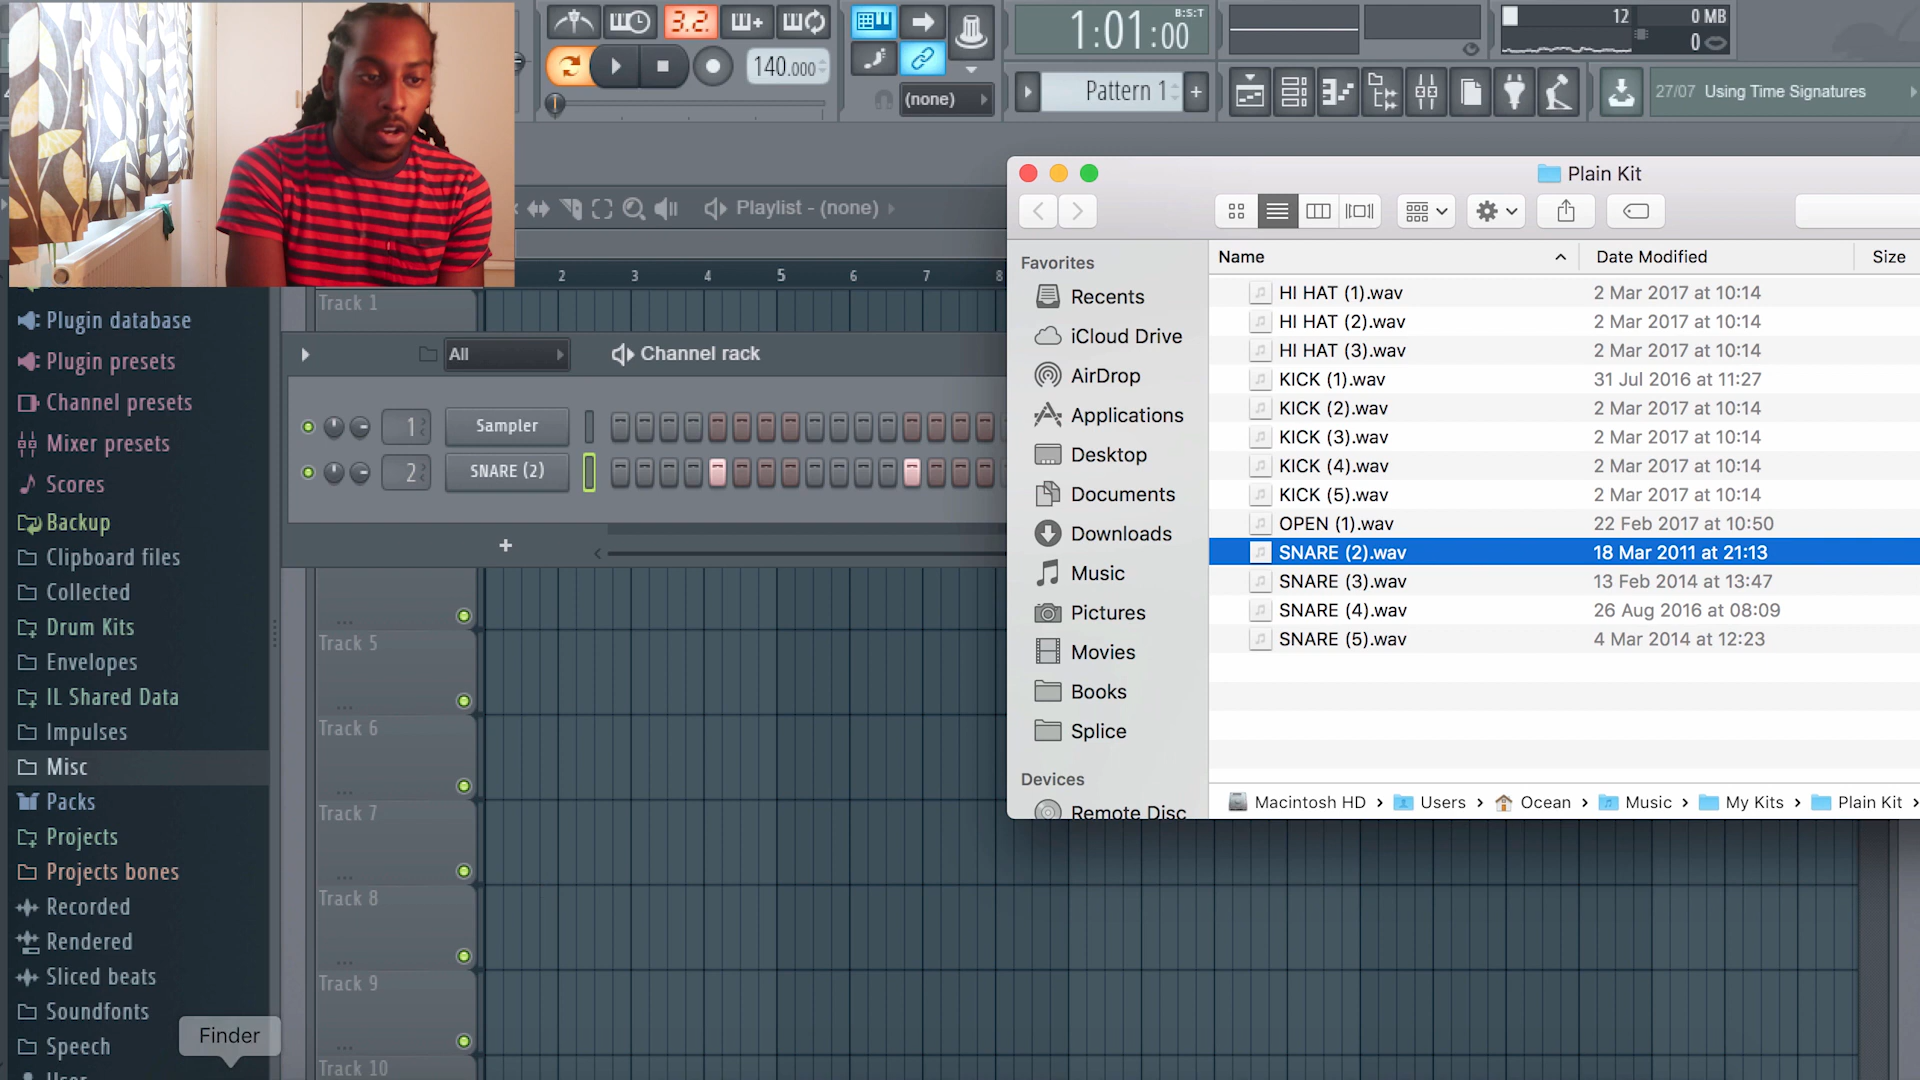 3.2.
140.000
(none)
1:01:00
B:S:T
Pattern 1
12
0 MB
0
27/07 Using Time Signatures
Playlist - (none)
Plain Kit
2 3 4 5 6 7 8
Name
Date Modified
Size
Favorites
Recents
iCloud Drive
AirDrop
Applications
Desktop
Documents
Downloads
Music
Pictures
Movies
Books
Splice
Devices
Remote Disc
HI HAT (1).wav 2 Mar 2017 at 10:14
HI HAT (2).wav 2 Mar 2017 at 10:14
HI HAT (3).wav 2 Mar 2017 at 10:14
KICK (1).wav 31 Jul 2016 at 11:27
KICK (2).wav 2 Mar 2017 at 10:14
KICK (3).wav 2 Mar 2017 at 10:14
KICK (4).wav 2 Mar 2017 at 10:14
KICK (5).wav 2 Mar 2017 at 10:14
OPEN (1).wav 22 Feb 2017 at 10:50
SNARE (2).wav 18 Mar 2011 at 21:13
SNARE (3).wav 13 Feb 2014 at 13:47
SNARE (4).wav 26 Aug 2016 at 08:09
SNARE (5).wav 4 Mar 2014 at 12:23
Macintosh HD › Users › Ocean › Music › My Kits › Plain Kit ›
Track 1
All
Channel rack
1 Sampler
2 SNARE (2)
+
Track 5
Track 6
Track 7
Track 8
Track 9
Track 10
Plugin database
Plugin presets
Channel presets
Mixer presets
Scores
Backup
Clipboard files
Collected
Drum Kits
Envelopes
IL Shared Data
Impulses
Misc
Packs
Projects
Projects bones
Recorded
Rendered
Sliced beats
Soundfonts
Speech
Finder